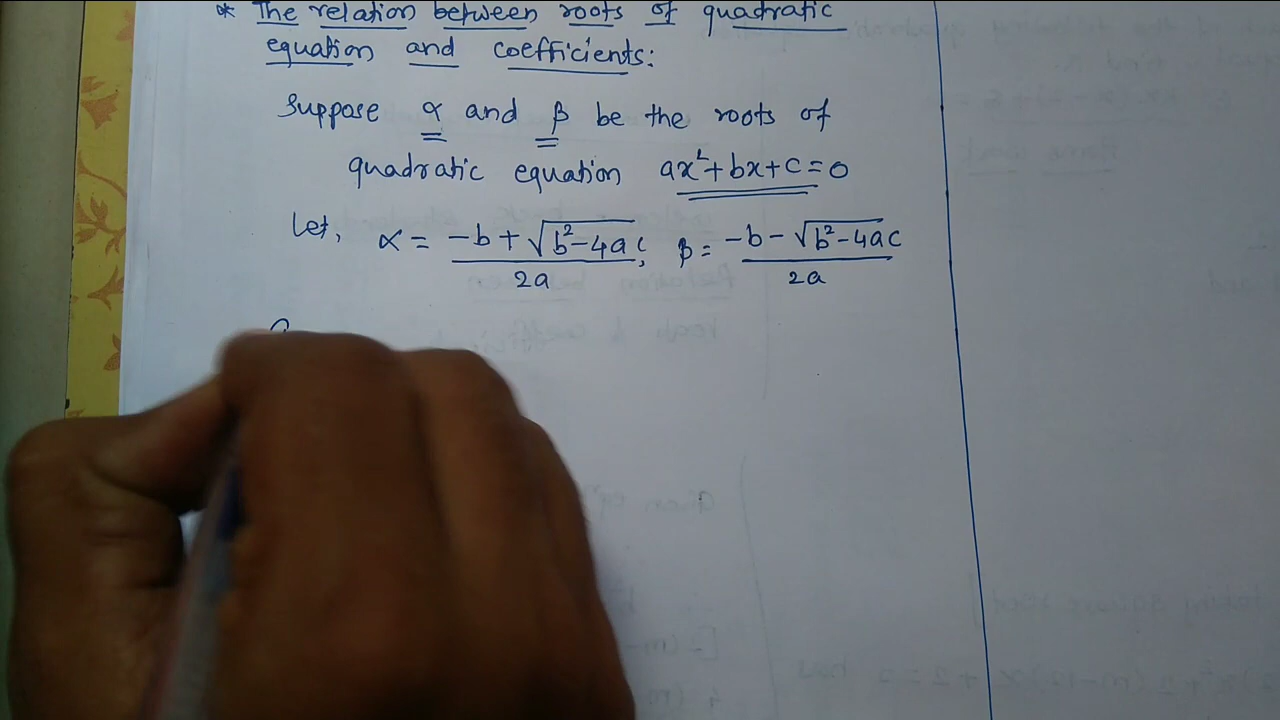 * The relation between roots of quadratic
equation and coefficients:
Suppose α and β be the roots of
quadratic equation ax²+bx+c=0
Let, α = -b+√b²-4ac / 2a ; β = -b-√b²-4ac / 2a